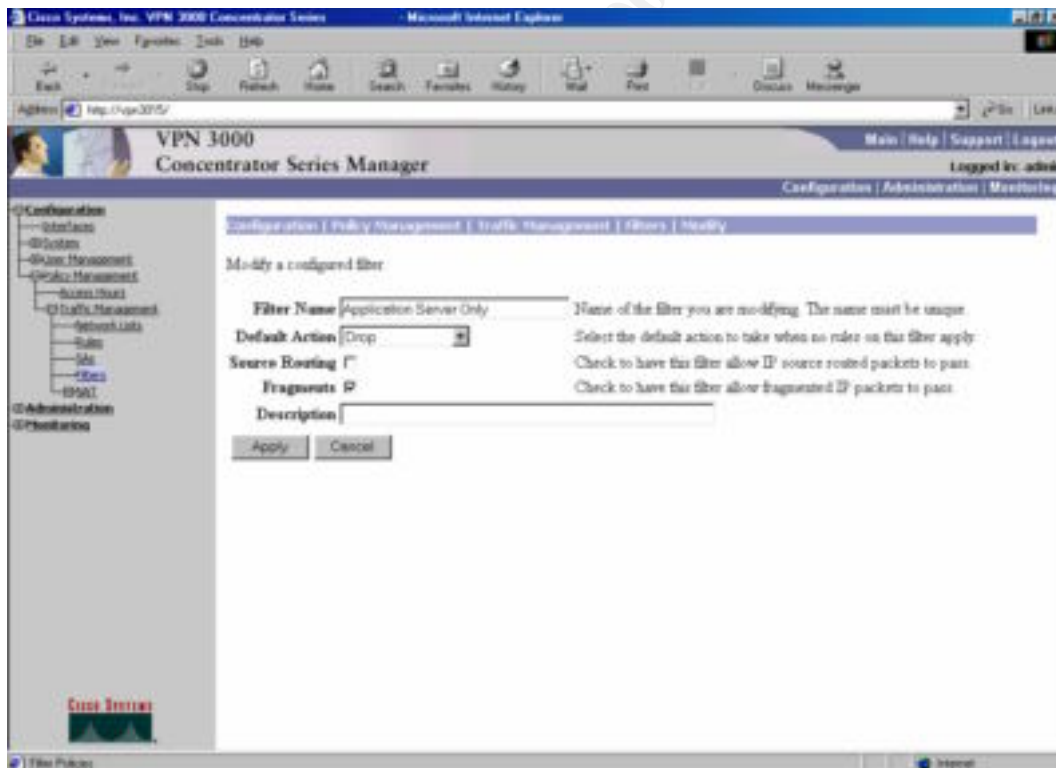 Cisco Systems, Inc. VPN 3000 Concentrator Series - Microsoft Internet Explorer
File Edit View Favorites Tools Help
Back Stop Refresh Home Search Favorites History Mail Print Discuss Messenger
Address http://vpn3015/ Go Links
VPN 3000
Concentrator Series Manager
Main | Help | Support | Logout
Logged in: admin
Configuration | Administration | Monitoring
Configuration
Interfaces
System
User Management
Policy Management
Access Hours
Traffic Management
Network Lists
Rules
SAs
Filters
NAT
Administration
Monitoring
Configuration | Policy Management | Traffic Management | Filters | Modify
Modify a configured filter
Filter Name Application Server Only Name of the filter you are modifying. The name must be unique.
Default Action Drop Select the default action to take when no rules on this filter apply.
Source Routing Check to have this filter allow IP source routed packets to pass.
Fragments Check to have this filter allow fragmented IP packets to pass.
Description
Apply Cancel
Cisco Systems
Filter Policies Internet